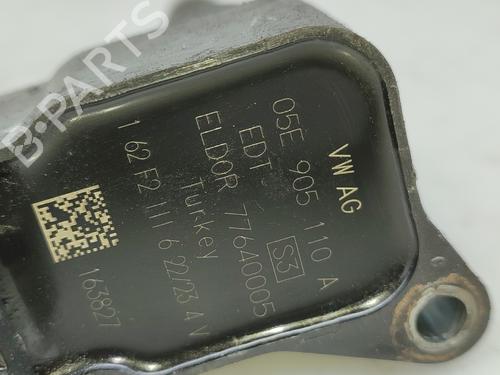 B-PARTS
VW AG
05E 905 110 A
EDT S3
ELDOR 77640005
Turkey
1 62 F2 III 6 22/23 4 V
163827